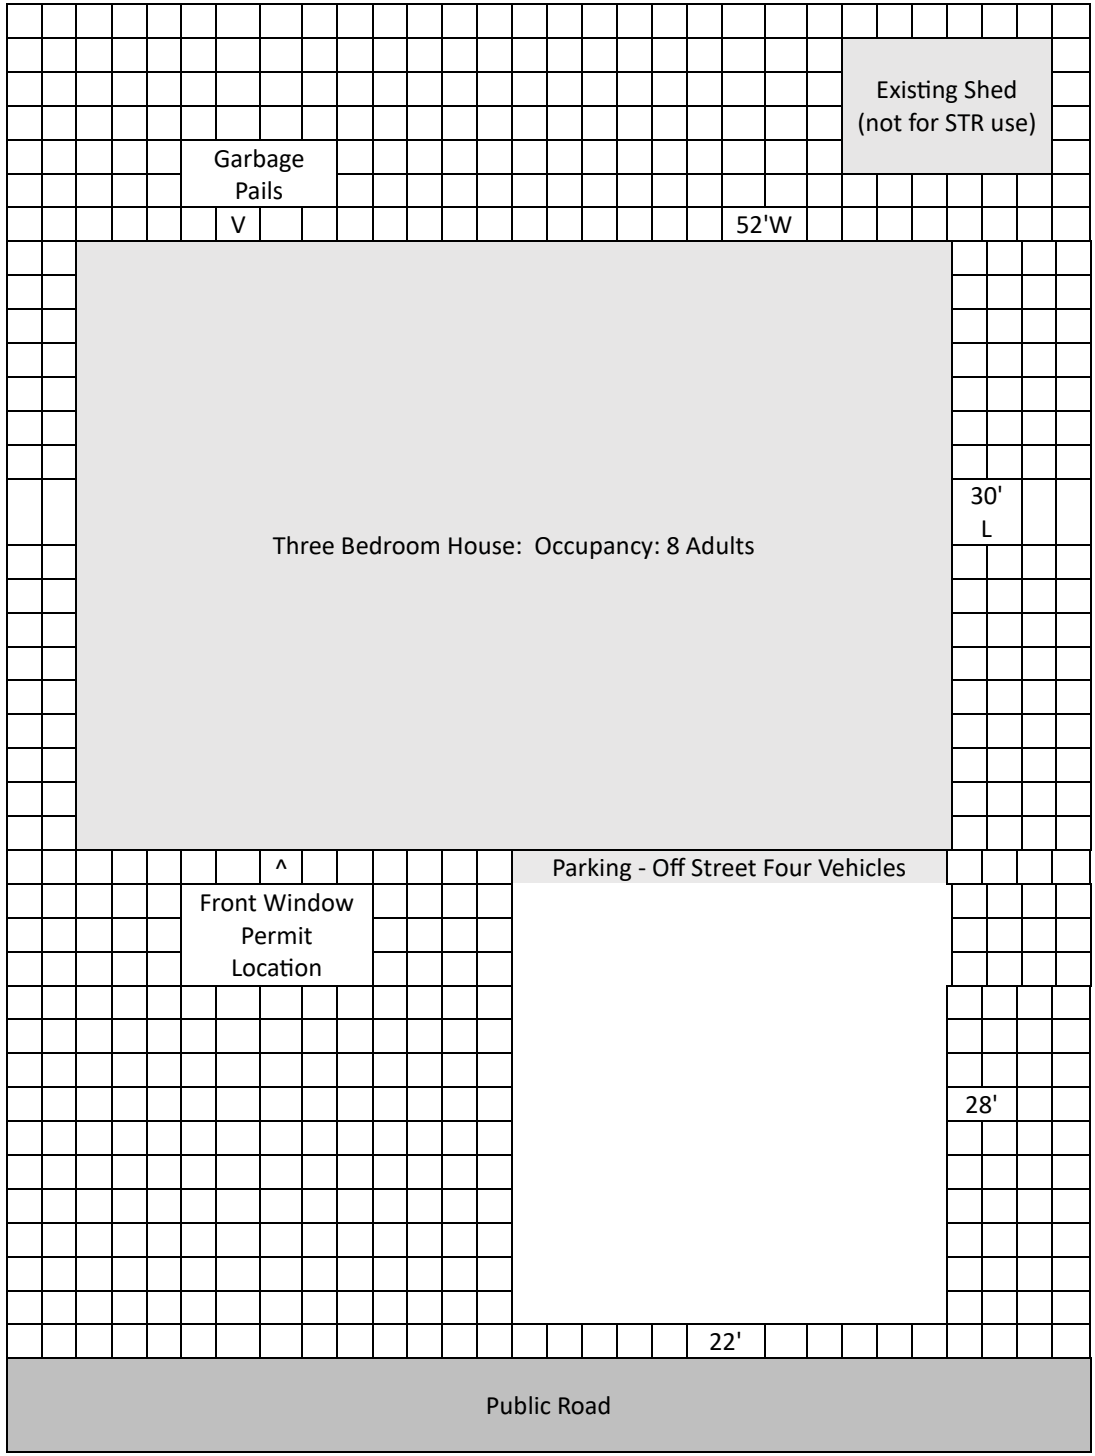 Existing Shed
(not for STR use)
Garbage
Pails
V
52'W
30'
L
Three Bedroom House:  Occupancy: 8 Adults
^
Parking - Off Street Four Vehicles
Front Window
Permit
Location
28'
22'
Public Road